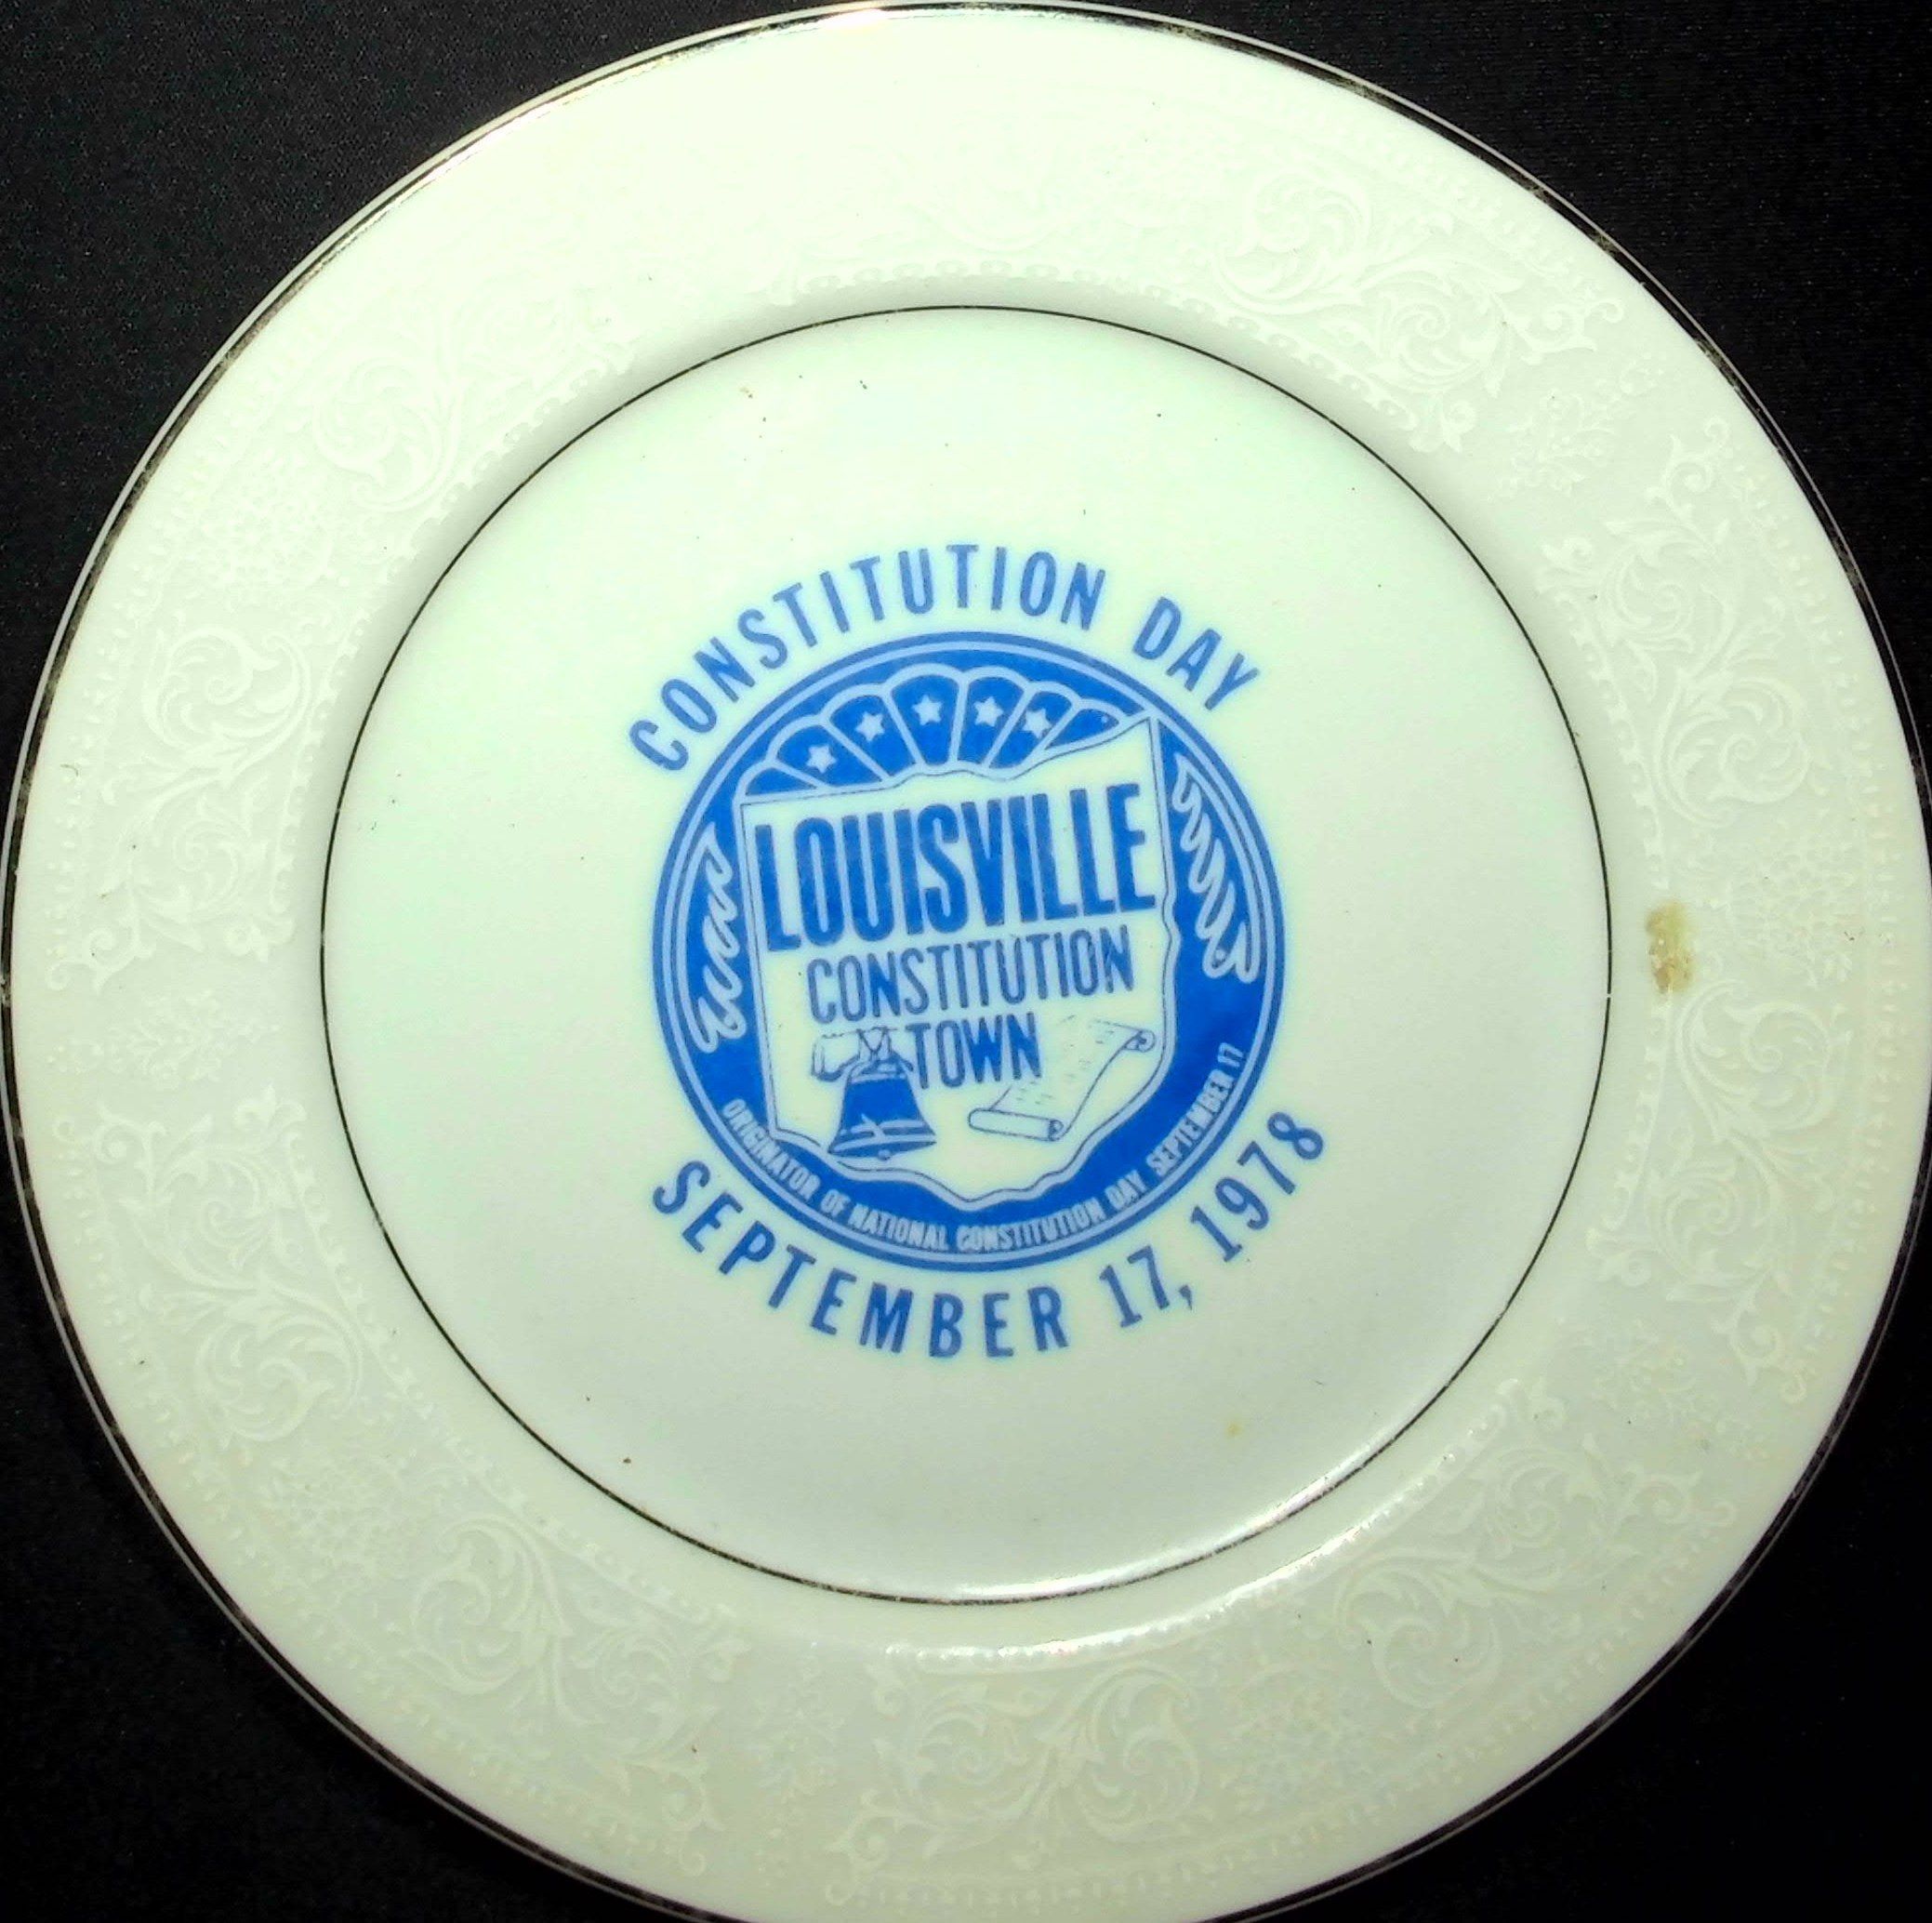 CONSTITUTION DAY
LOUISVILLE
CONSTITUTION
TOWN
ORIGINATOR OF NATIONAL CONSTITUTION DAY SEPTEMBER 17
SEPTEMBER 17, 1978